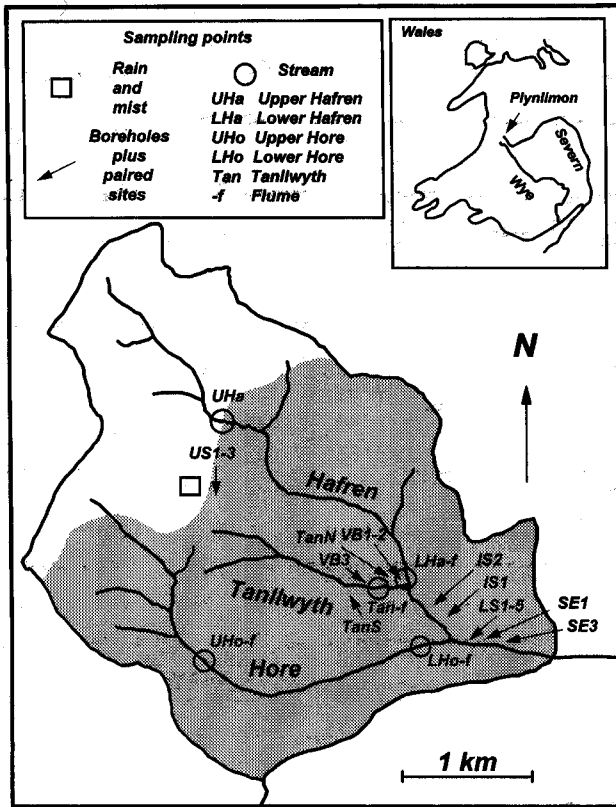 Sampling points
Rain
and
mist
Boreholes
plus
paired
sites
Stream
UHa Upper Hafren
LHa Lower Hafren
UHo Upper Hore
LHo Lower Hore
Tan Tanllwyth
-f Flume
Wales
Plynlimon
Severn
Wye
N
UHa
US1-3
Hafren
TanN VB1-2
VB3
LHa-f
IS2
IS1
Tanllwyth
Tan-f
TanS
LS1-5
SE1
SE3
UHo-f
LHo-f
Hore
1 km